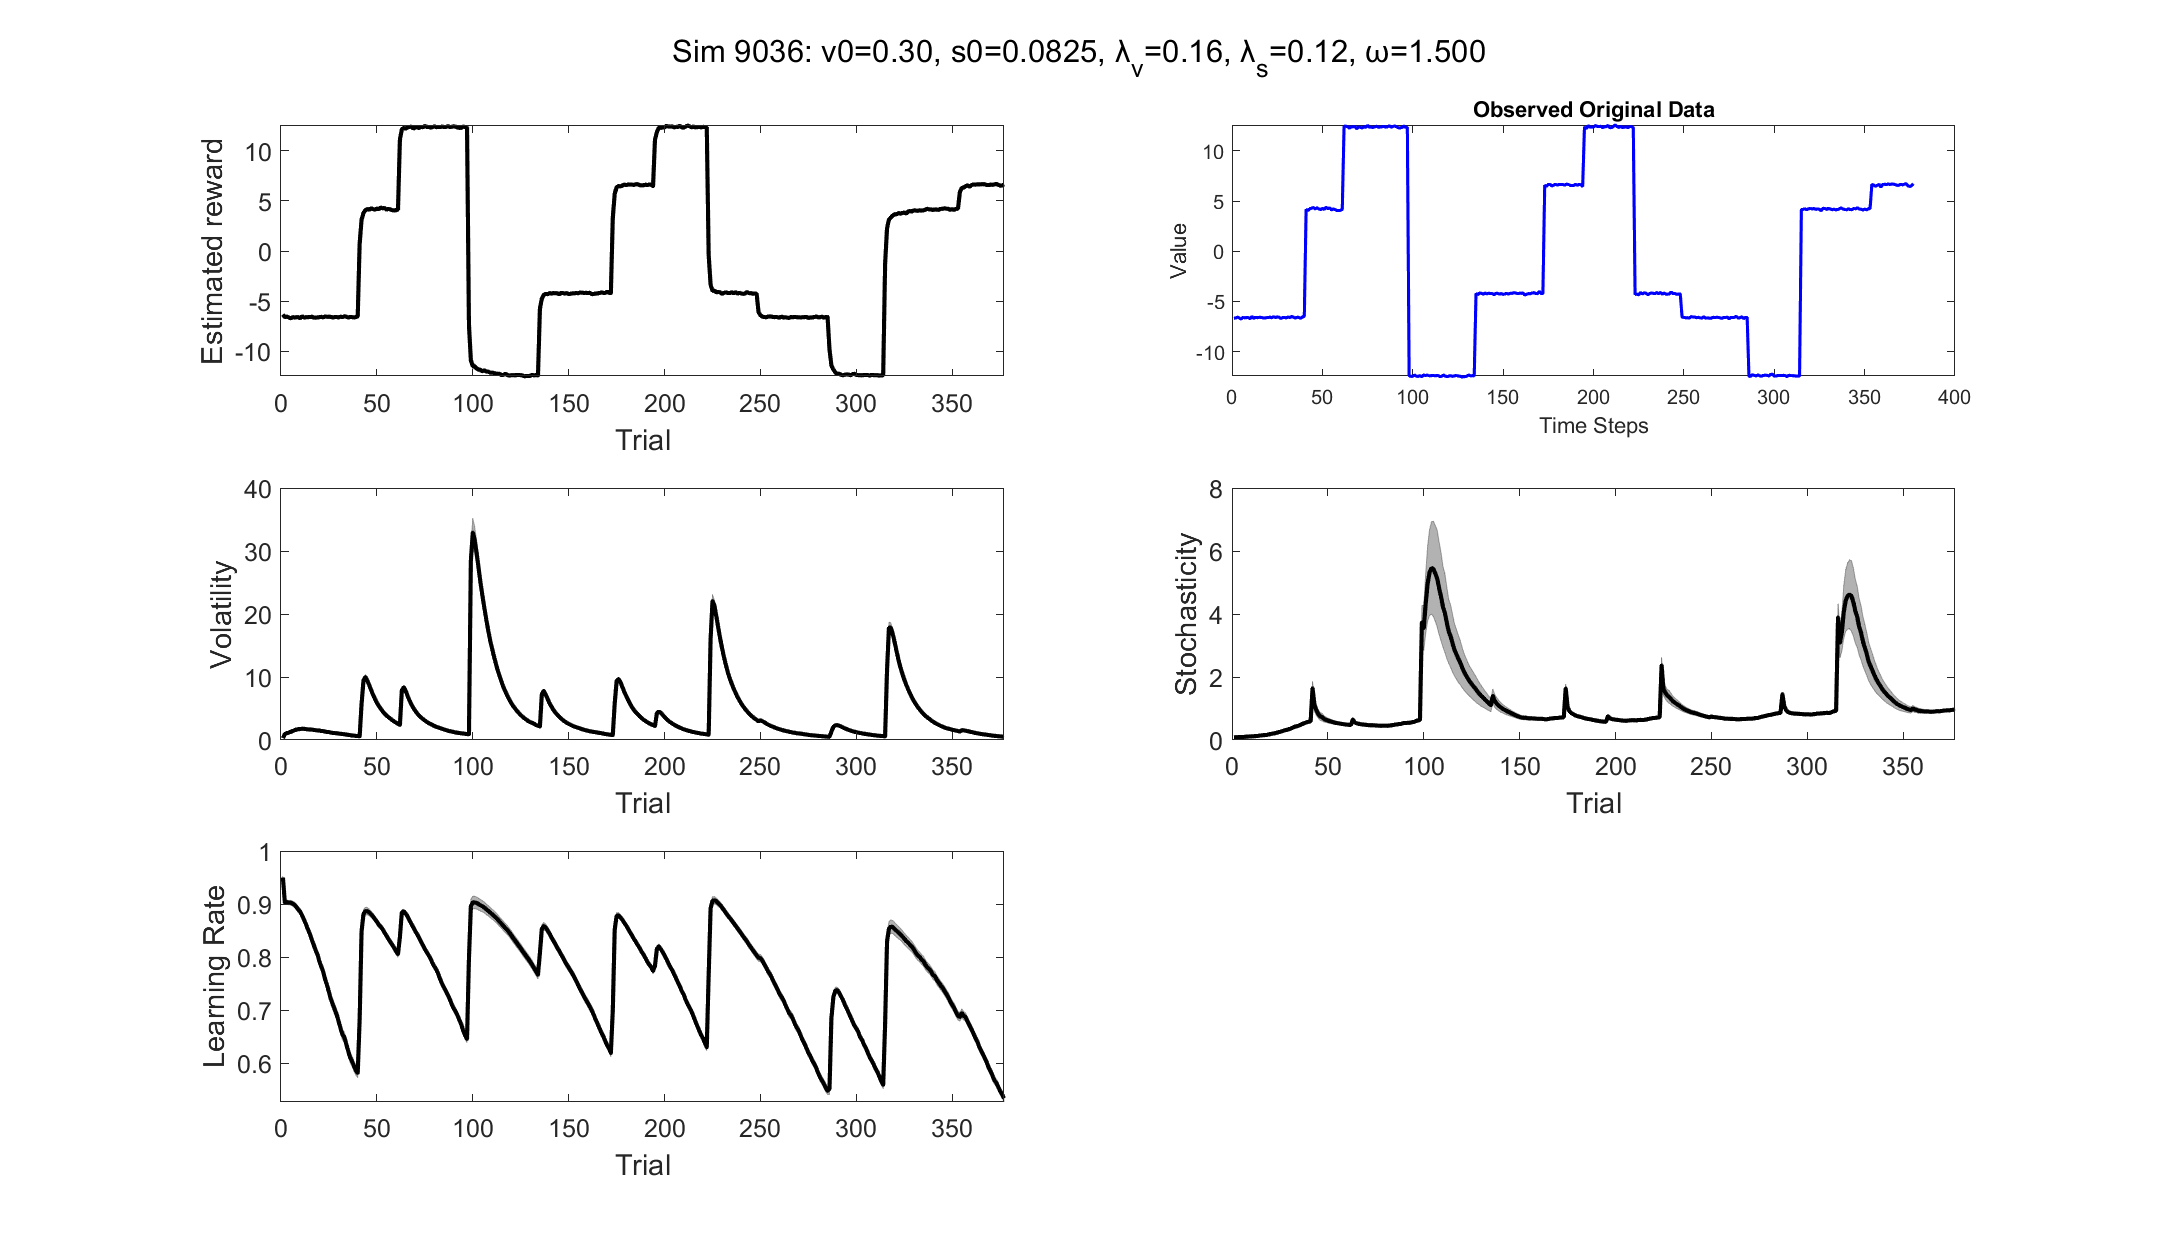 Sim 9036: v0=0.30, s0=0.0825, λv=0.16, λs=0.12, ω=1.500
Estimated reward
10
5
0
-5
-10
0 50 100 150 200 250 300 350
Trial
Observed Original Data
Value
10
5
0
-5
-10
0 50 100 150 200 250 300 350 400
Time Steps
Volatility
40
30
20
10
0
0 50 100 150 200 250 300 350
Trial
Stochasticity
8
6
4
2
0
0 50 100 150 200 250 300 350
Trial
Learning Rate
1
0.9
0.8
0.7
0.6
0 50 100 150 200 250 300 350
Trial